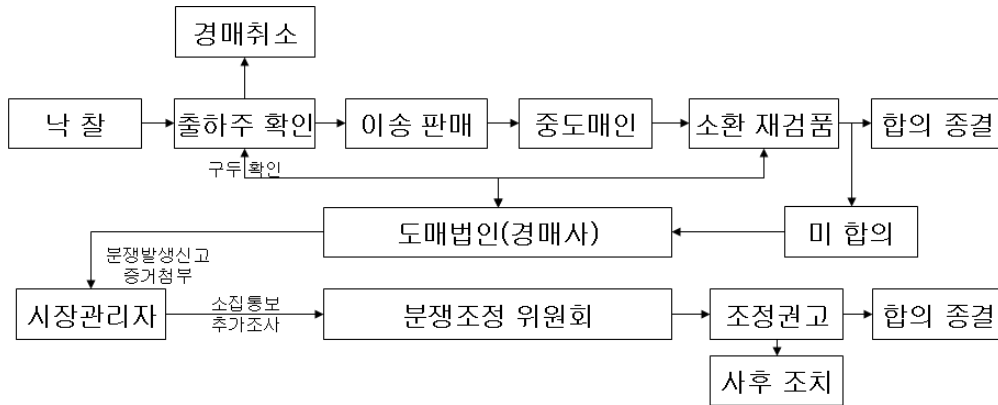 경매취소
낙 찰
출하주 확인
이송 판매
중도매인
소환 재검품
합의 종결
구두 확인
도매법인(경매사)
미 합의
분쟁발생신고
증거첨부
시장관리자
소집통보
추가조사
분쟁조정 위원회
조정권고
합의 종결
사후 조치